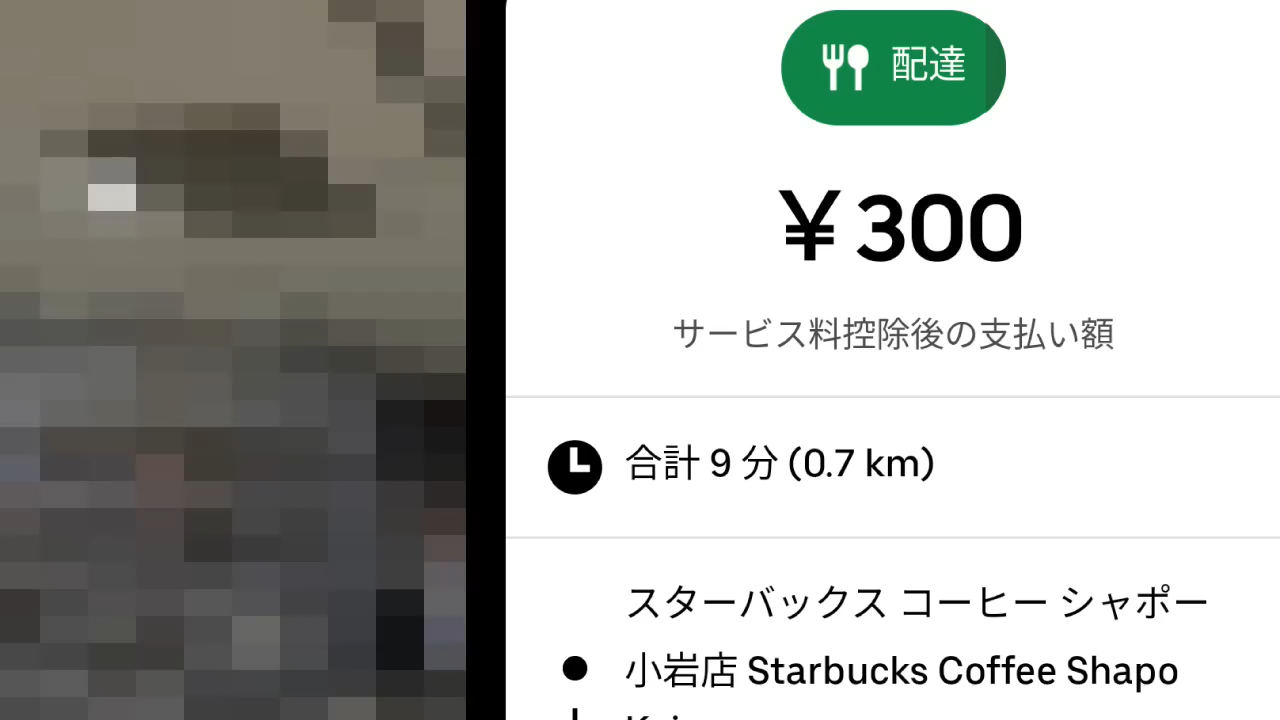 配達
￥300
サービス料控除後の支払い額
合計 9 分 (0.7 km)
スターバックス コーヒー シャポー
小岩店 Starbucks Coffee Shapo